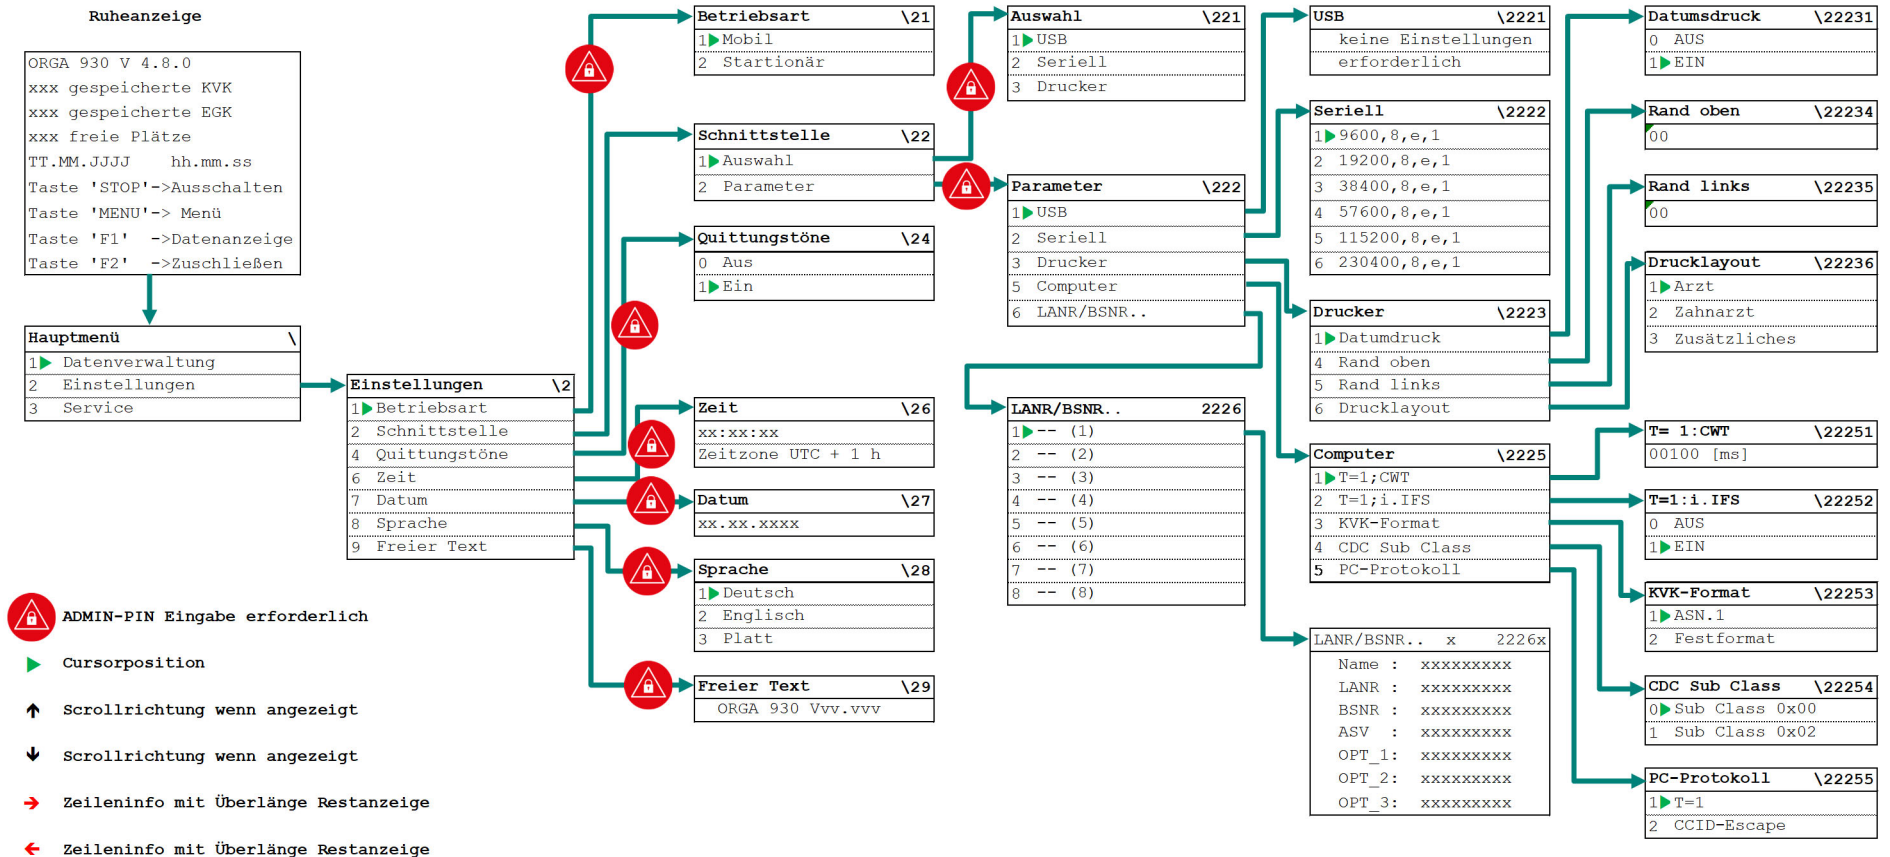 Ruheanzeige
ORGA 930 V 4.8.0
xxx gespeicherte KVK
xxx gespeicherte EGK
xxx freie Plätze
TT.MM.JJJJ hh.mm.ss
Taste 'STOP'->Ausschalten
Taste 'MENU'-> Menü
Taste 'F1' ->Datenanzeige
Taste 'F2' ->Zuschließen
Hauptmenü \
1 Datenverwaltung
2 Einstellungen
3 Service
Einstellungen \2
1 Betriebsart
2 Schnittstelle
4 Quittungstöne
6 Zeit
7 Datum
8 Sprache
9 Freier Text
ADMIN-PIN Eingabe erforderlich
Cursorposition
Scrollrichtung wenn angezeigt
Scrollrichtung wenn angezeigt
Zeileninfo mit Überlänge Restanzeige
Zeileninfo mit Überlänge Restanzeige
Betriebsart \21
1 Mobil
2 Startionär
Schnittstelle \22
1 Auswahl
2 Parameter
Quittungstöne \24
0 Aus
1 Ein
Zeit \26
xx:xx:xx
Zeitzone UTC + 1 h
Datum \27
xx.xx.xxxx
Sprache \28
1 Deutsch
2 Englisch
3 Platt
Freier Text \29
ORGA 930 Vvv.vvv
Auswahl \221
1 USB
2 Seriell
3 Drucker
Parameter \222
1 USB
2 Seriell
3 Drucker
5 Computer
6 LANR/BSNR..
LANR/BSNR.. 2226
1 -- (1)
2 -- (2)
3 -- (3)
4 -- (4)
5 -- (5)
6 -- (6)
7 -- (7)
8 -- (8)
USB \2221
keine Einstellungen
erforderlich
Seriell \2222
1 9600,8,e,1
2 19200,8,e,1
3 38400,8,e,1
4 57600,8,e,1
5 115200,8,e,1
6 230400,8,e,1
Drucker \2223
1 Datumdruck
4 Rand oben
5 Rand links
6 Drucklayout
Computer \2225
1 T=1;CWT
2 T=1;i.IFS
3 KVK-Format
4 CDC Sub Class
5 PC-Protokoll
LANR/BSNR.. x 2226x
Name : xxxxxxxxx
LANR : xxxxxxxxx
BSNR : xxxxxxxxx
ASV : xxxxxxxxx
OPT_1: xxxxxxxxx
OPT_2: xxxxxxxxx
OPT_3: xxxxxxxxx
Datumsdruck \22231
0 AUS
1 EIN
Rand oben \22234
00
Rand links \22235
00
Drucklayout \22236
1 Arzt
2 Zahnarzt
3 Zusätzliches
T= 1:CWT \22251
00100 [ms]
T=1:i.IFS \22252
0 AUS
1 EIN
KVK-Format \22253
1 ASN.1
2 Festformat
CDC Sub Class \22254
0 Sub Class 0x00
1 Sub Class 0x02
PC-Protokoll \22255
1 T=1
2 CCID-Escape